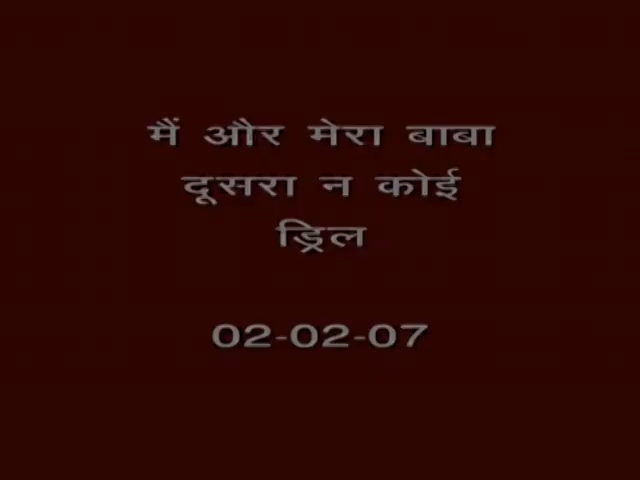 मैं और मेरा बाबा
दूसरा न कोई
ड्रिल
02-02-07